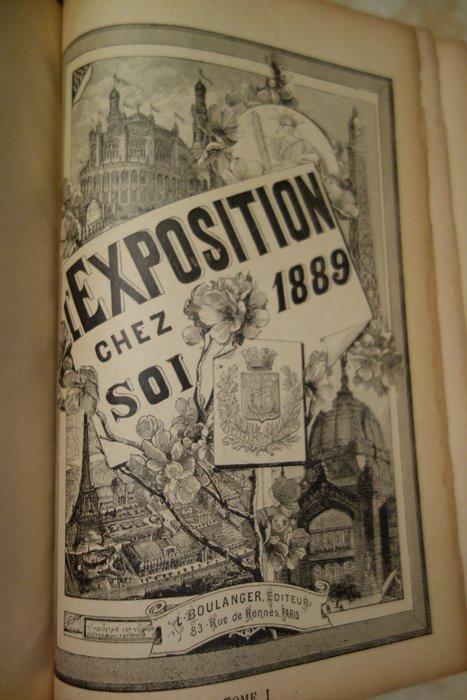 L'EXPOSITION
CHEZ
SOI
1889
L. BOULANGER, ÉDITEUR
83. Rue de Rennes, PARIS
TOME I